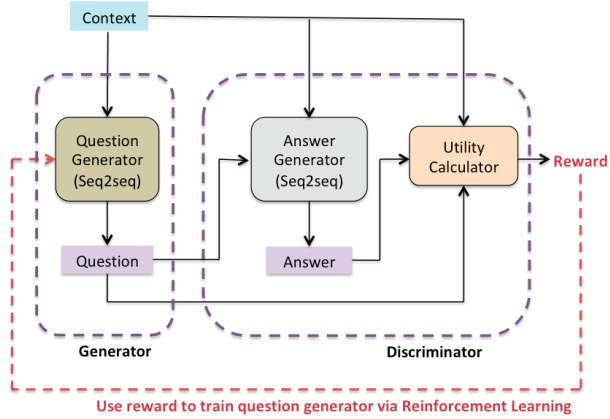 Context
Question
Generator
(Seq2seq)
Answer
Generator
(Seq2seq)
Utility
Calculator
Reward
Question
Answer
Generator
Discriminator
Use reward to train question generator via Reinforcement Learning